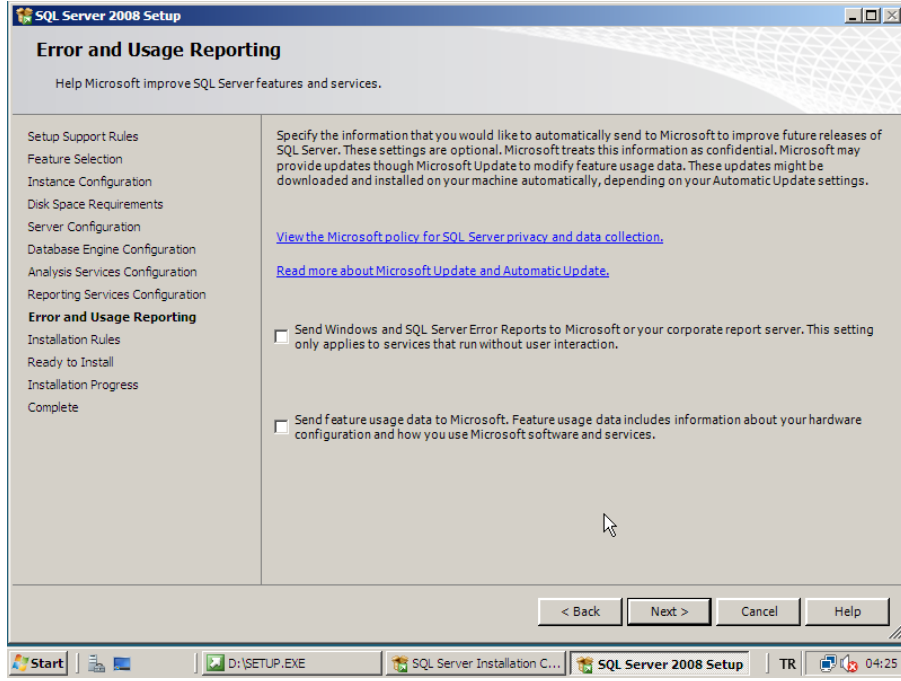 SQL Server 2008 Setup
Error and Usage Reporting
Help Microsoft improve SQL Server features and services.
Setup Support Rules
Feature Selection
Instance Configuration
Disk Space Requirements
Server Configuration
Database Engine Configuration
Analysis Services Configuration
Reporting Services Configuration
Error and Usage Reporting
Installation Rules
Ready to Install
Installation Progress
Complete
Specify the information that you would like to automatically send to Microsoft to improve future releases of
SQL Server. These settings are optional. Microsoft treats this information as confidential. Microsoft may
provide updates though Microsoft Update to modify feature usage data. These updates might be
downloaded and installed on your machine automatically, depending on your Automatic Update settings.
View the Microsoft policy for SQL Server privacy and data collection.
Read more about Microsoft Update and Automatic Update.
Send Windows and SQL Server Error Reports to Microsoft or your corporate report server. This setting
only applies to services that run without user interaction.
Send feature usage data to Microsoft. Feature usage data includes information about your hardware
configuration and how you use Microsoft software and services.
< Back
Next >
Cancel
Help
Start
D:\SETUP.EXE
SQL Server Installation C...
SQL Server 2008 Setup
TR
04:25